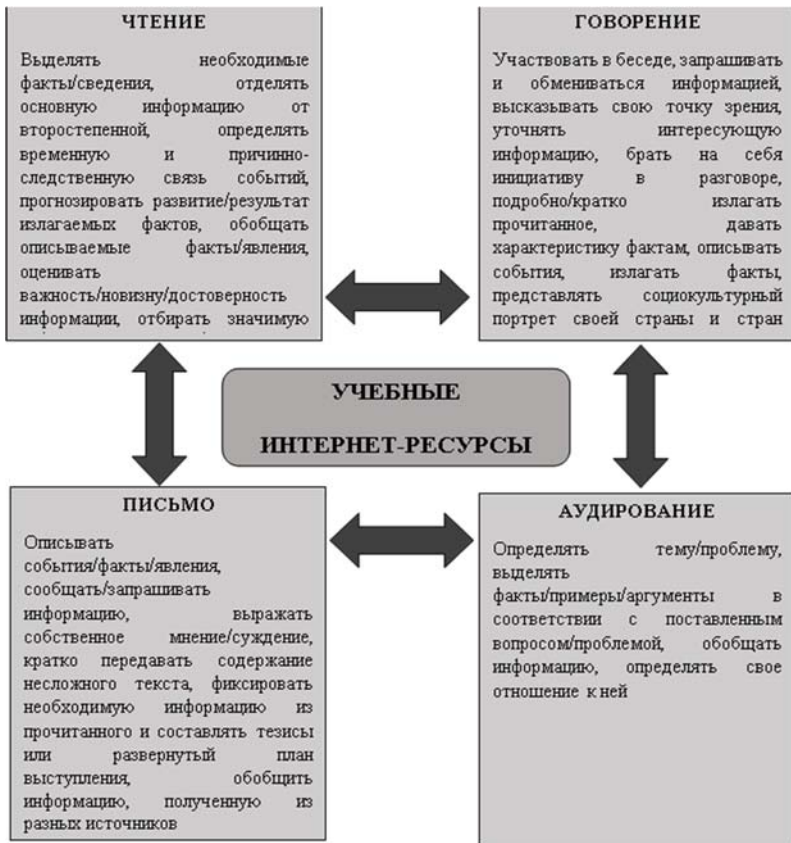 ЧТЕНИЕ
Выделять необходимые
факты/сведения, отделять
основную информацию от
второстепенной, определять
временную и причинно-
следственную связь событий,
прогнозировать развитие/результат
излагаемых фактов, обобщать
описываемые факты/явления,
оценивать
важность/новизну/достоверность
информации, отбирать значимую
ГОВОРЕНИЕ
Участвовать в беседе, запрашивать
и обмениваться информацией,
высказывать свою точку зрения,
уточнять интересующую
информацию, брать на себя
инициативу в разговоре,
подробно/кратко излагать
прочитанное, давать
характеристику фактам, описывать
события, излагать факты,
представлять социокультурный
портрет своей страны и стран
УЧЕБНЫЕ
ИНТЕРНЕТ-РЕСУРСЫ
ПИСЬМО
Описывать
события/факты/явления,
сообщать/запрашивать
информацию, выражать
собственное мнение/суждение,
кратко передавать содержание
несложного текста, фиксировать
необходимую информацию из
прочитанного и составлять тезисы
или развернутый план
выступления, обобщить
информацию, полученную из
разных источников
АУДИРОВАНИЕ
Определять тему/проблему,
выделять
факты/примеры/аргументы в
соответствии с поставленным
вопросом/проблемой, обобщать
информацию, определять свое
отношение к ней